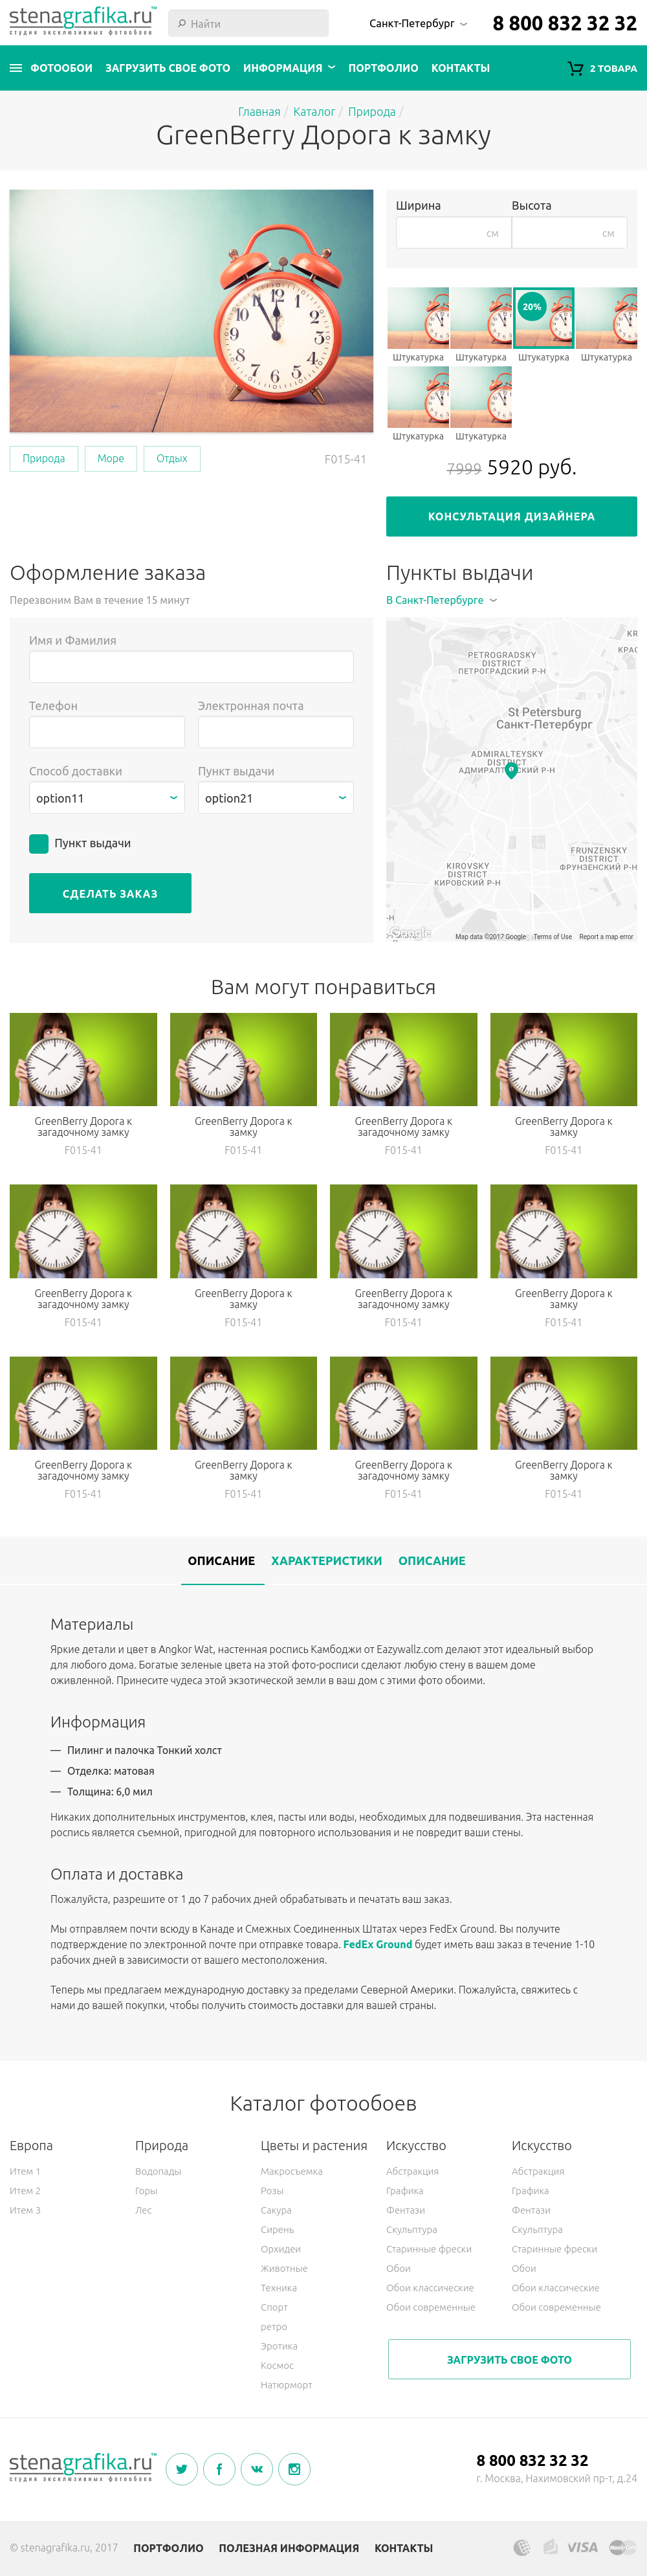 stenagrafika.ru™
студия эксклюзивных фотообоев
Найти
Санкт-Петербург
8 800 832 32 32
ФОТООБОИ ЗАГРУЗИТЬ СВОЕ ФОТО ИНФОРМАЦИЯ ПОРТФОЛИО КОНТАКТЫ 2 ТОВАРА
Главная / Каталог / Природа /
GreenBerry Дорога к замку
Ширина Высота
см см
20%
Штукатурка Штукатурка Штукатурка Штукатурка
Штукатурка Штукатурка
Природа Море Отдых F015-41
7999 5920 руб.
КОНСУЛЬТАЦИЯ ДИЗАЙНЕРА
Оформление заказа
Перезвоним Вам в течение 15 минут
Имя и Фамилия
Телефон Электронная почта
Способ доставки Пункт выдачи
option11 option21
Пункт выдачи
СДЕЛАТЬ ЗАКАЗ
Пункты выдачи
В Санкт-Петербурге
KR
КРАС
PETROGRADSKY
DISTRICT
ПЕТРОГРАДСКИЙ Р-Н
St Petersburg
Санкт-Петербург
ADMIRALTEYSKY
DISTRICT
АДМИРАЛТЕЙСКИЙ Р-Н
FRUNZENSKY
DISTRICT
ФРУНЗЕНСКИЙ Р-Н
KIROVSKY
DISTRICT
КИРОВСКИЙ Р-Н
-Н
Google
Map data ©2017 Google Terms of Use Report a map error
Вам могут понравиться
GreenBerry Дорога к GreenBerry Дорога к GreenBerry Дорога к GreenBerry Дорога к
загадочному замку замку загадочному замку замку
F015-41 F015-41 F015-41 F015-41
GreenBerry Дорога к GreenBerry Дорога к GreenBerry Дорога к GreenBerry Дорога к
загадочному замку замку загадочному замку замку
F015-41 F015-41 F015-41 F015-41
GreenBerry Дорога к GreenBerry Дорога к GreenBerry Дорога к GreenBerry Дорога к
загадочному замку замку загадочному замку замку
F015-41 F015-41 F015-41 F015-41
ОПИСАНИЕ ХАРАКТЕРИСТИКИ ОПИСАНИЕ
Материалы
Яркие детали и цвет в Angkor Wat, настенная роспись Камбоджи от Eazywallz.com делают этот идеальный выбор
для любого дома. Богатые зеленые цвета на этой фото-росписи сделают любую стену в вашем доме
оживленной. Принесите чудеса этой экзотической земли в ваш дом с этими фото обоими.
Информация
— Пилинг и палочка Тонкий холст
— Отделка: матовая
— Толщина: 6,0 мил
Никаких дополнительных инструментов, клея, пасты или воды, необходимых для подвешивания. Эта настенная
роспись является съемной, пригодной для повторного использования и не повредит ваши стены.
Оплата и доставка
Пожалуйста, разрешите от 1 до 7 рабочих дней обрабатывать и печатать ваш заказ.
Мы отправляем почти всюду в Канаде и Смежных Соединенных Штатах через FedEx Ground. Вы получите
подтверждение по электронной почте при отправке товара. FedEx Ground будет иметь ваш заказ в течение 1-10
рабочих дней в зависимости от вашего местоположения.
Теперь мы предлагаем международную доставку за пределами Северной Америки. Пожалуйста, свяжитесь с
нами до вашей покупки, чтобы получить стоимость доставки для вашей страны.
Каталог фотообоев
Европа
Итем 1
Итем 2
Итем 3
Природа
Водопады
Горы
Лес
Цветы и растения
Макросъемка
Розы
Сакура
Сирень
Орхидеи
Животные
Техника
Спорт
ретро
Эротика
Космос
Натюрморт
Искусство
Абстракция
Графика
Фентази
Скульптура
Старинные фрески
Обои
Обои классические
Обои современные
Искусство
Абстракция
Графика
Фентази
Скульптура
Старинные фрески
Обои
Обои классические
Обои современные
ЗАГРУЗИТЬ СВОЕ ФОТО
stenagrafika.ru™
студия эксклюзивных фотообоев
8 800 832 32 32
г. Москва, Нахимовский пр-т, д.24
© stenagrafika.ru, 2017 ПОРТФОЛИО ПОЛЕЗНАЯ ИНФОРМАЦИЯ КОНТАКТЫ VISA MasterCard